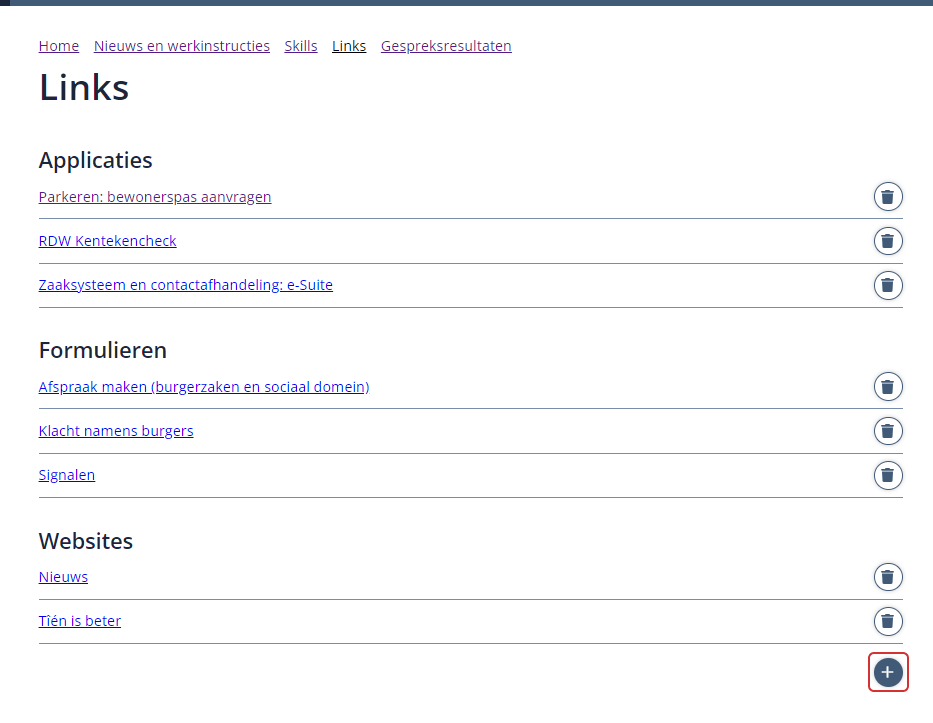 Home Nieuws en werkinstructies Skills Links Gespreksresultaten
Links
Applicaties
Parkeren: bewonerspas aanvragen
RDW Kentekencheck
Zaaksysteem en contactafhandeling: e-Suite
Formulieren
Afspraak maken (burgerzaken en sociaal domein)
Klacht namens burgers
Signalen
Websites
Nieuws
Tîén is beter